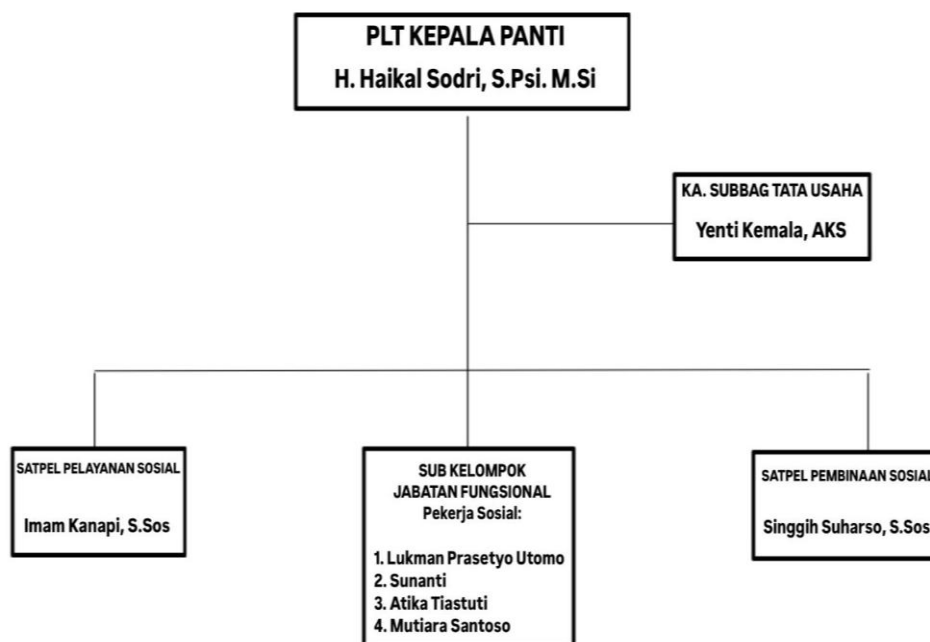 PLT KEPALA PANTI
H. Haikal Sodri, S.Psi. M.Si
KA. SUBBAG TATA USAHA
Yenti Kemala, AKS
SATPEL PELAYANAN SOSIAL
Imam Kanapi, S.Sos
SUB KELOMPOK
JABATAN FUNGSIONAL
Pekerja Sosial:
1. Lukman Prasetyo Utomo
2. Sunanti
3. Atika Tiastuti
4. Mutiara Santoso
SATPEL PEMBINAAN SOSIAL
Singgih Suharso, S.Sos